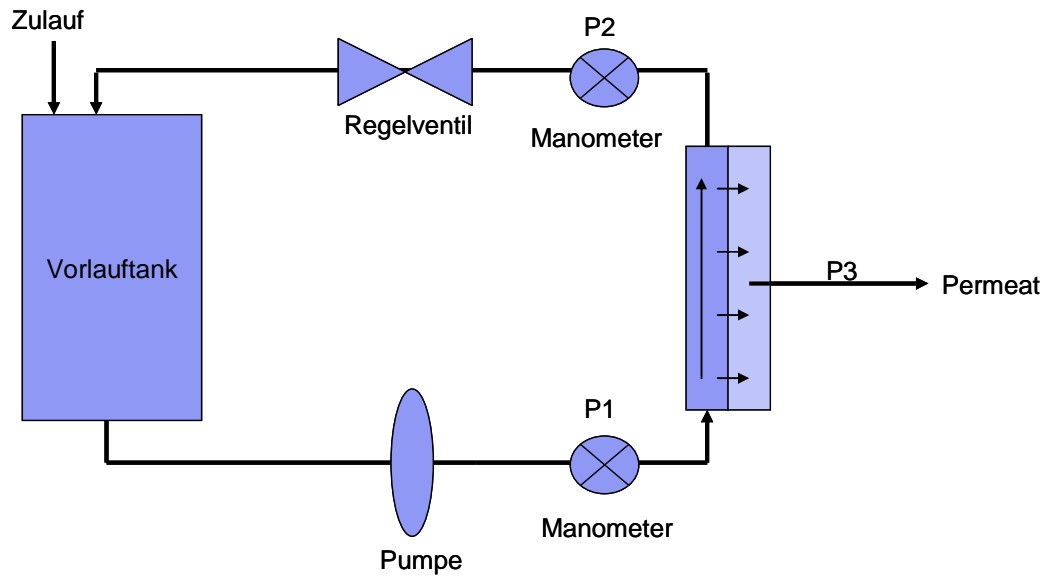 Zulauf
P2
Regelventil
Manometer
Vorlauftank
P3
Permeat
P1
Manometer
Pumpe